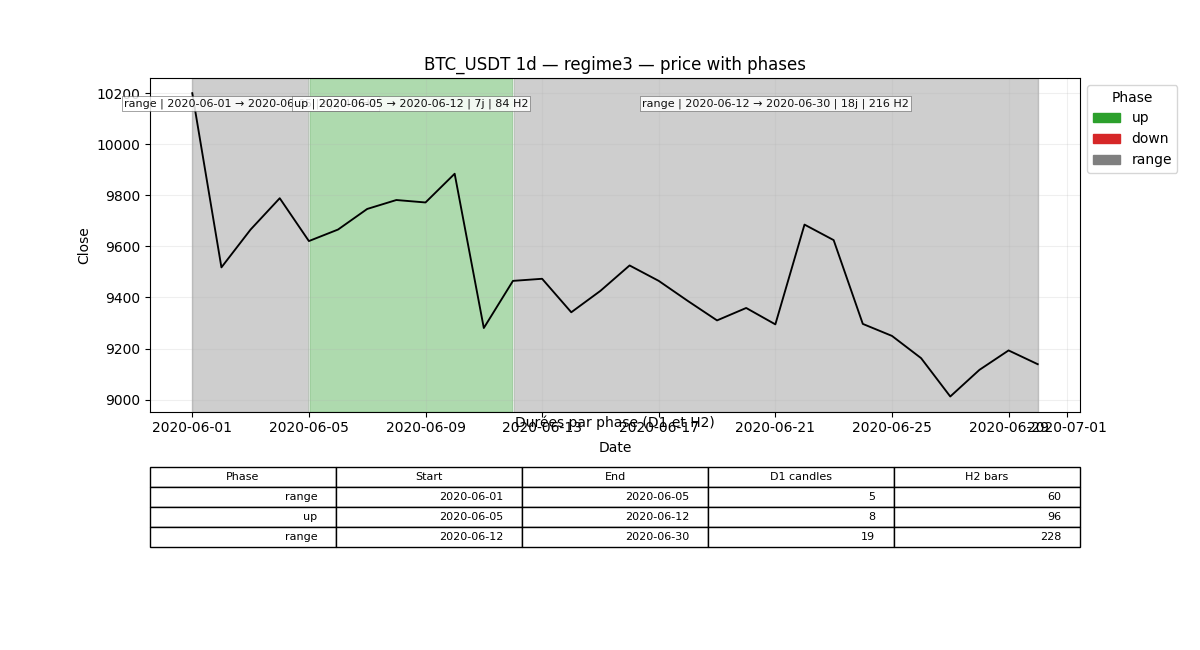 BTC_USDT 1d — regime3 — price with phases
range | 2020-06-01 → 2020-06
up | 2020-06-05 → 2020-06-12 | 7j | 84 H2
range | 2020-06-12 → 2020-06-30 | 18j | 216 H2
Phase
up
down
range
Close
10200
10000
9800
9600
9400
9200
9000
Durées par phase (D1 et H2)
2020-06-01 2020-06-05 2020-06-09 2020-06-13 2020-06-17 2020-06-21 2020-06-25 2020-06-29 2020-07-01
Date
Phase Start End D1 candles H2 bars
range 2020-06-01 2020-06-05 5 60
up 2020-06-05 2020-06-12 8 96
range 2020-06-12 2020-06-30 19 228